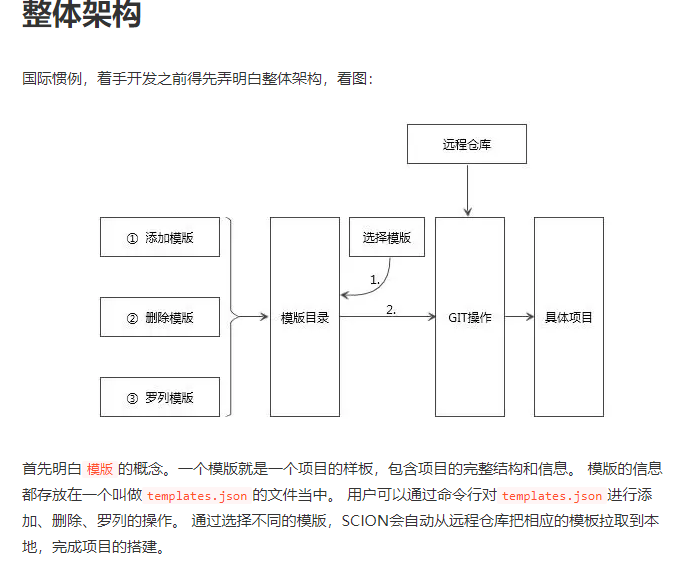 整体架构
国际惯例，着手开发之前得先弄明白整体架构，看图：
远程仓库
① 添加模版
选择模版
1.
② 删除模版
模版目录
2.
GIT操作
具体项目
③ 罗列模版
首先明白 模版 的概念。一个模版就是一个项目的样板，包含项目的完整结构和信息。 模版的信息
都存放在一个叫做 templates.json 的文件当中。 用户可以通过命令行对 templates.json 进行添
加、删除、罗列的操作。 通过选择不同的模版，SCION会自动从远程仓库把相应的模板拉取到本
地，完成项目的搭建。